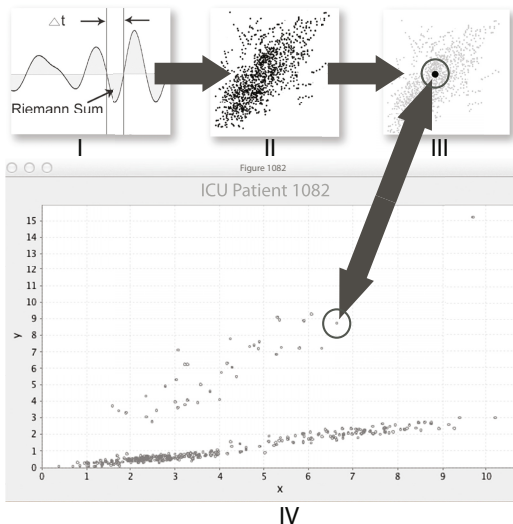 △t
Riemann Sum
I
II
III
Figure 1082
ICU Patient 1082
15
14
13
12
11
10
9
8
7
6
5
4
3
2
1
0
y
0 1 2 3 4 5 6 7 8 9 10
x
IV